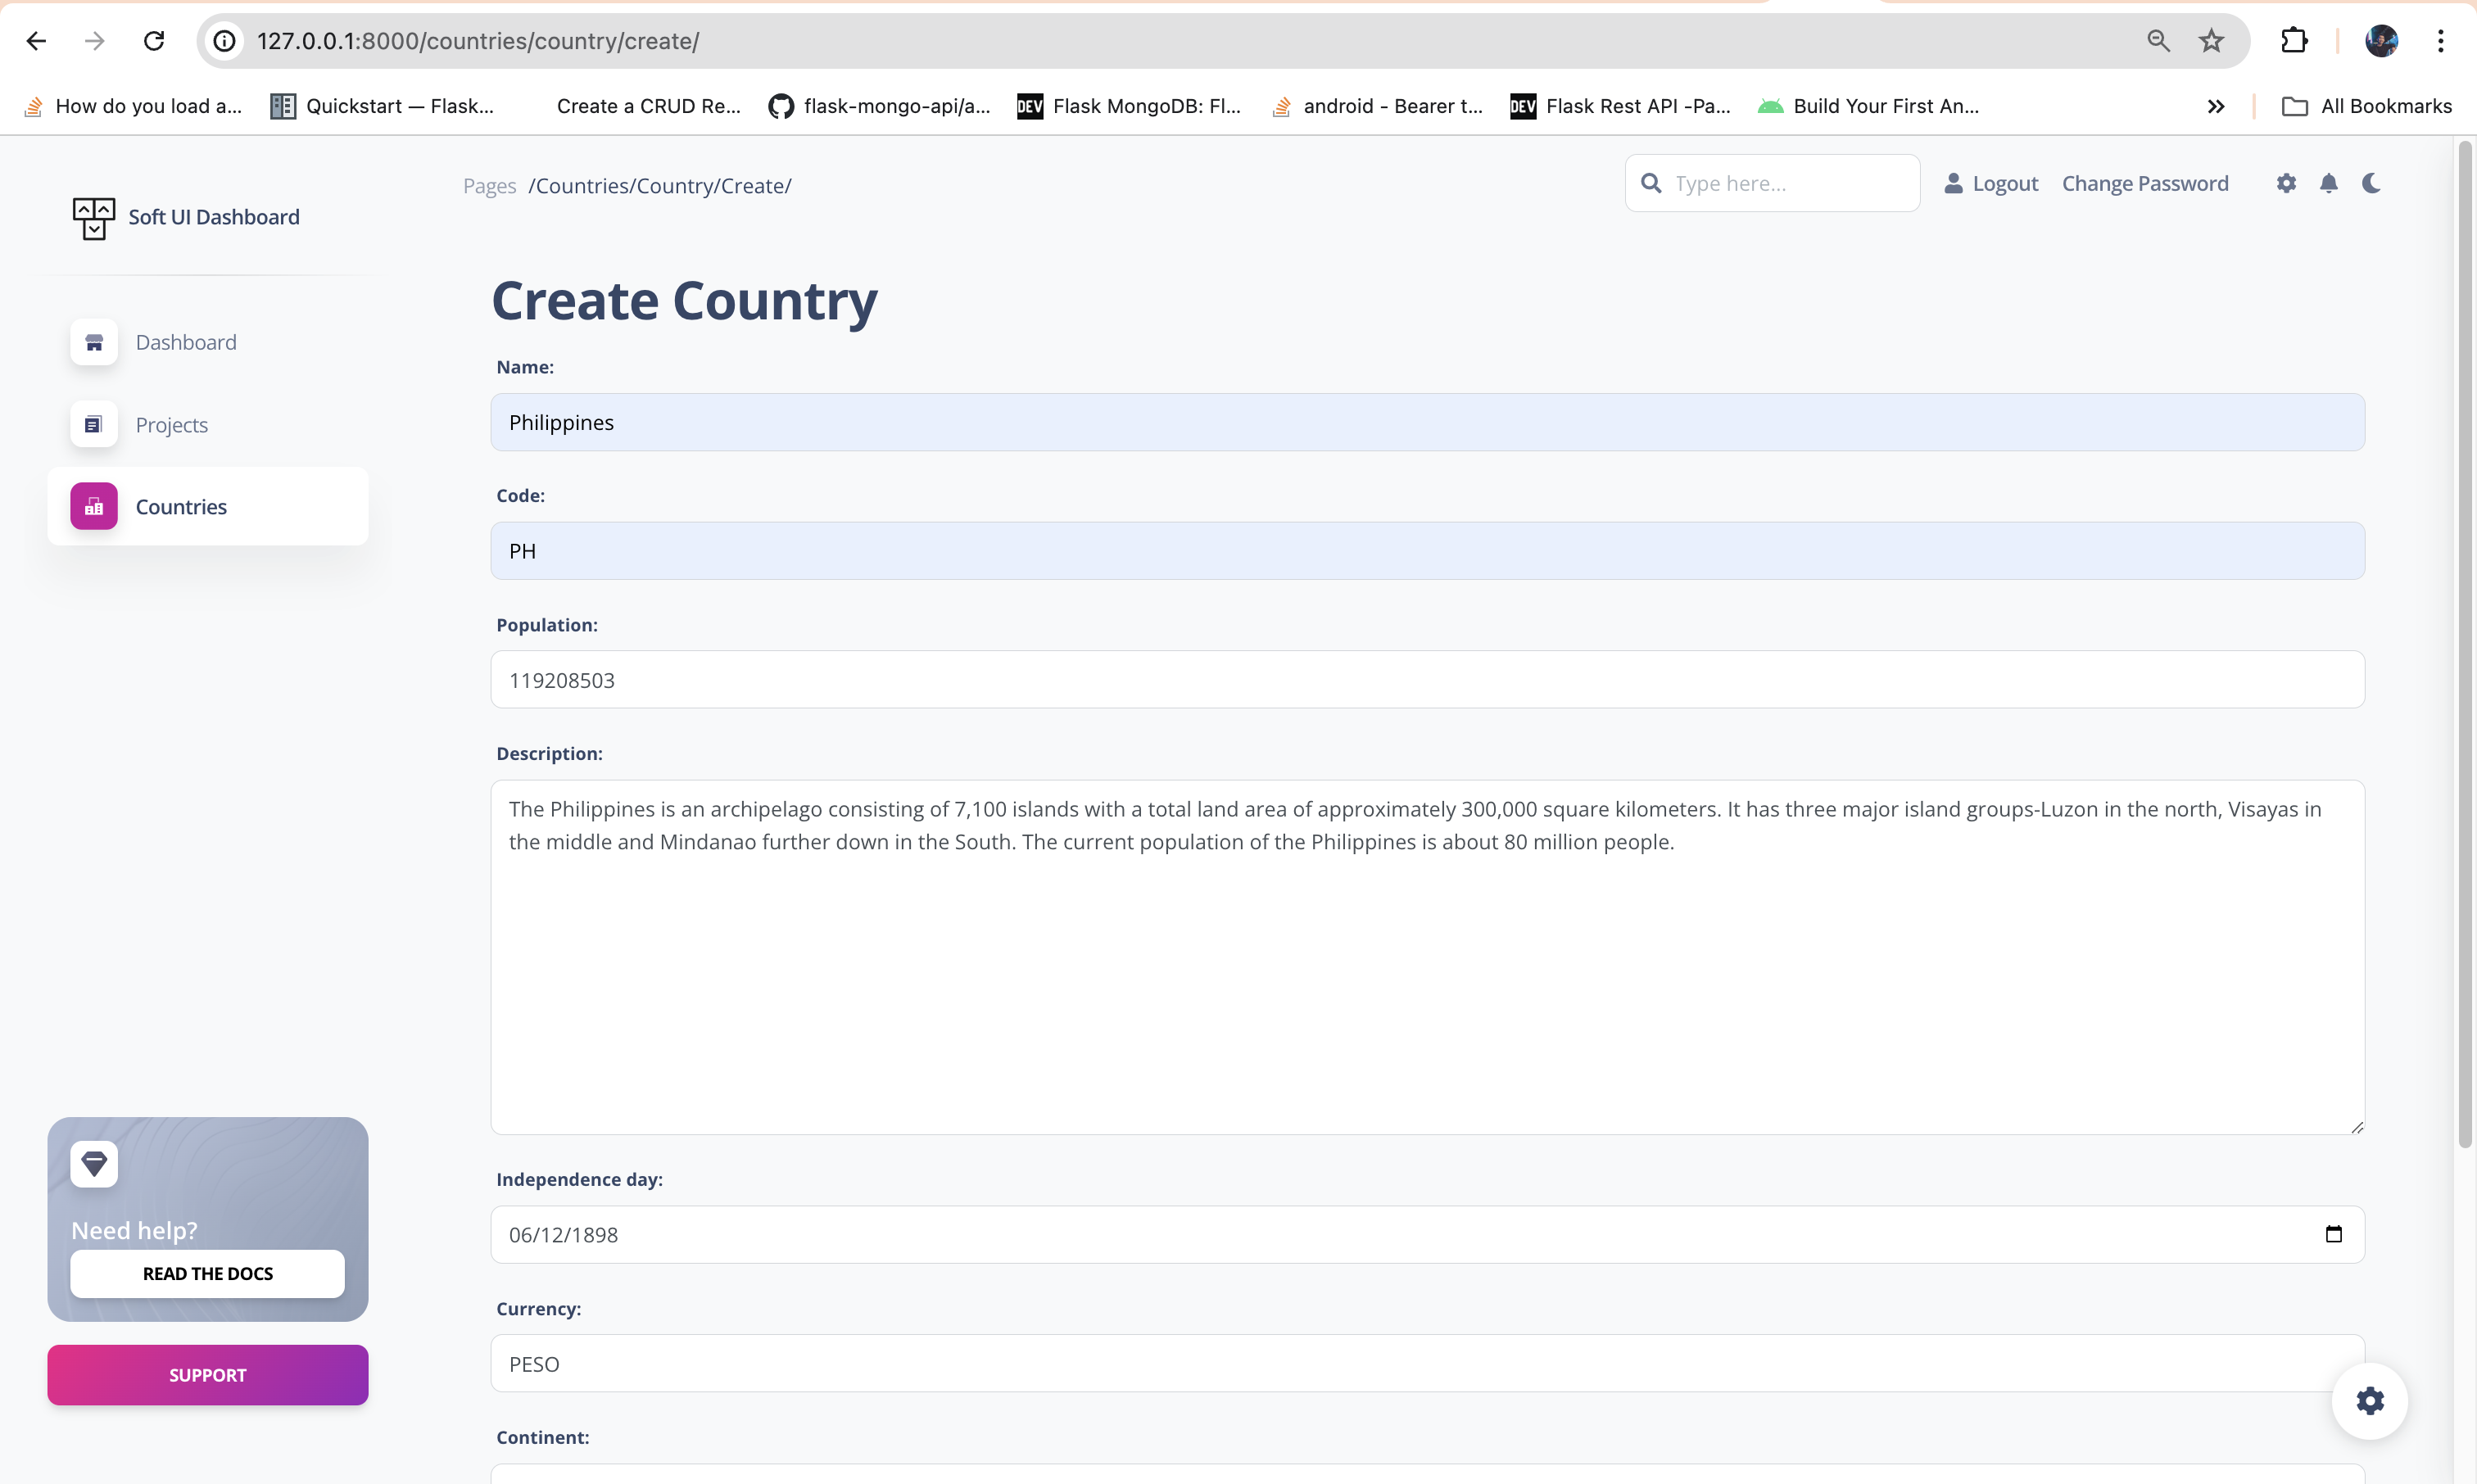 127.0.0.1:8000/countries/country/create/
How do you load a...
Quickstart — Flask...
Create a CRUD Re...
flask-mongo-api/a...
DEV
Flask MongoDB: Fl...
android - Bearer t...
DEV
Flask Rest API -Pa...
Build Your First An...
All Bookmarks
Soft UI Dashboard
Pages /Countries/Country/Create/
Type here...
Logout
Change Password
Dashboard
Projects
Countries
Need help?
READ THE DOCS
SUPPORT
Create Country
Name:
Philippines
Code:
PH
Population:
119208503
Description:
The Philippines is an archipelago consisting of 7,100 islands with a total land area of approximately 300,000 square kilometers. It has three major island groups-Luzon in the north, Visayas in
the middle and Mindanao further down in the South. The current population of the Philippines is about 80 million people.
Independence day:
06/12/1898
Currency:
PESO
Continent: